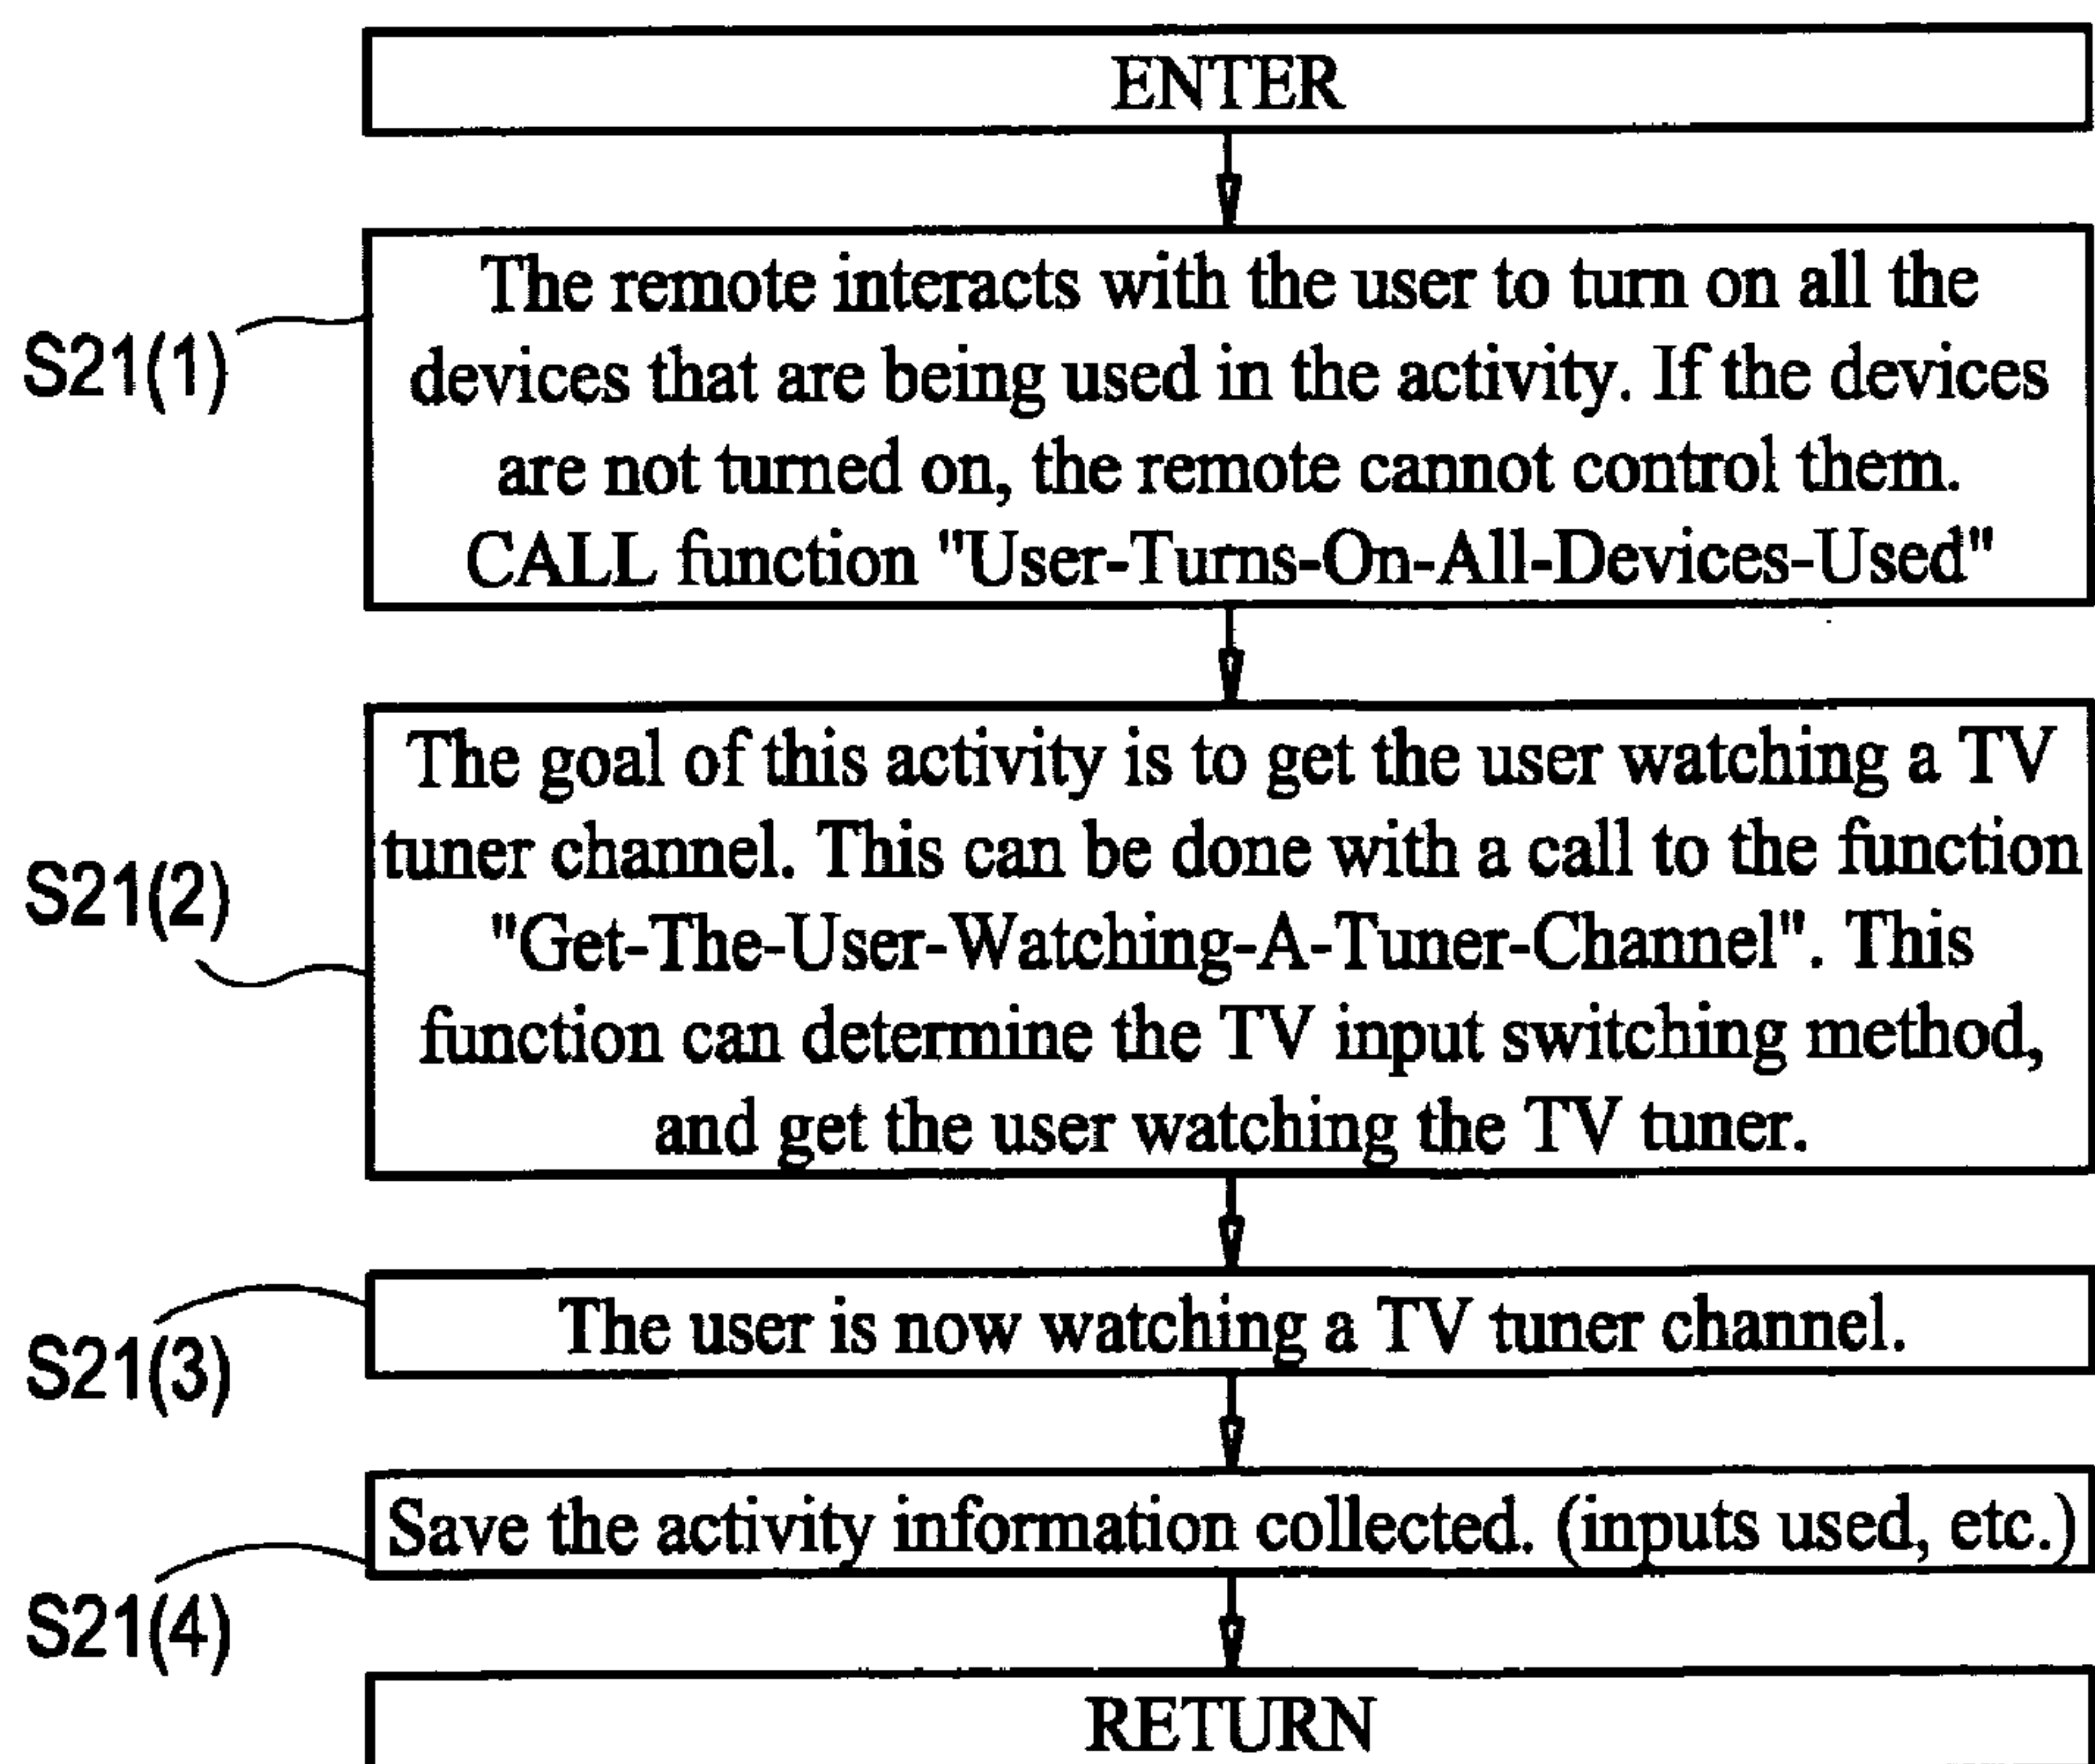 ENTER
S21(1)
The remote interacts with the user to turn on all the
devices that are being used in the activity. If the devices
are not turned on, the remote cannot control them.
CALL function "User-Turns-On-All-Devices-Used"
S21(2)
The goal of this activity is to get the user watching a TV
tuner channel. This can be done with a call to the function
"Get-The-User-Watching-A-Tuner-Channel". This
function can determine the TV input switching method,
and get the user watching the TV tuner.
S21(3)
The user is now watching a TV tuner channel.
S21(4)
Save the activity information collected. (inputs used, etc.)
RETURN